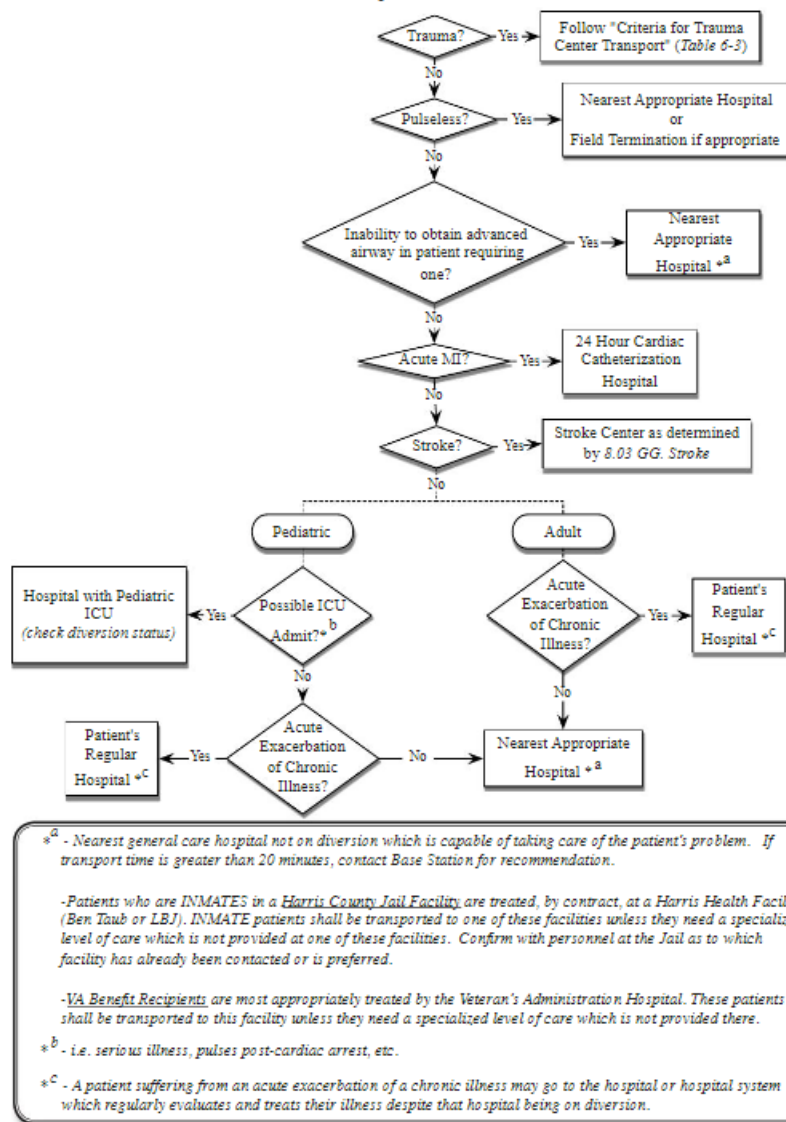 Trauma?
Yes
Follow "Criteria for Trauma
Center Transport" (Table 6-3)
No
Pulseless?
Yes
Nearest Appropriate Hospital
or
Field Termination if appropriate
No
Inability to obtain advanced
airway in patient requiring
one?
Yes
Nearest
Appropriate
Hospital *a
No
Acute MI?
Yes
24 Hour Cardiac
Catheterization
Hospital
No
Stroke?
Yes
Stroke Center as determined
by 8.03 GG. Stroke
No
Pediatric
Adult
Hospital with Pediatric
ICU
(check diversion status)
Yes
Possible ICU
Admit?*b
Acute
Exacerbation
of Chronic
Illness?
Yes
Patient's
Regular
Hospital *c
No
No
Patient's
Regular
Hospital *c
Yes
Acute
Exacerbation
of Chronic
Illness?
No
Nearest Appropriate
Hospital *a
*a - Nearest general care hospital not on diversion which is capable of taking care of the patient's problem. If
transport time is greater than 20 minutes, contact Base Station for recommendation.
-Patients who are INMATES in a Harris County Jail Facility are treated, by contract, at a Harris Health Facil
(Ben Taub or LBJ). INMATE patients shall be transported to one of these facilities unless they need a specializ
level of care which is not provided at one of these facilities. Confirm with personnel at the Jail as to which
facility has already been contacted or is preferred.
-VA Benefit Recipients are most appropriately treated by the Veteran's Administration Hospital. These patients
shall be transported to this facility unless they need a specialized level of care which is not provided there.
*b - i.e. serious illness, pulses post-cardiac arrest, etc.
*c - A patient suffering from an acute exacerbation of a chronic illness may go to the hospital or hospital system
which regularly evaluates and treats their illness despite that hospital being on diversion.